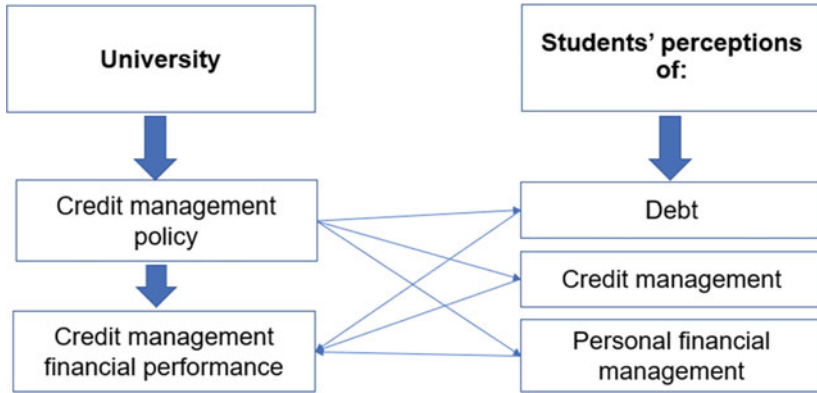 University
Students' perceptions
of:
Credit management
policy
Debt
Credit management
Credit management
financial performance
Personal financial
management